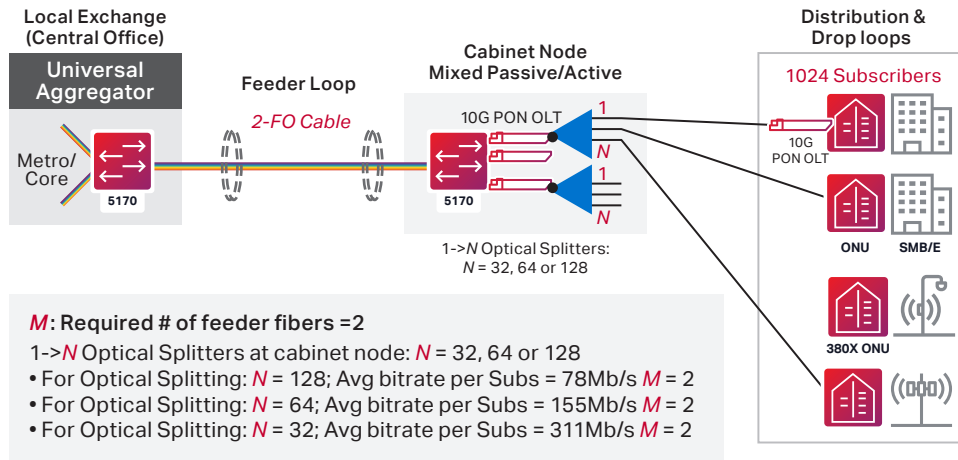 Local Exchange
(Central Office)
Universal
Aggregator
Metro/
Core
5170
Feeder Loop
2-FO Cable
Cabinet Node
Mixed Passive/Active
10G PON OLT
1
N
1
N
5170
1->N Optical Splitters:
N = 32, 64 or 128
Distribution &
Drop loops
1024 Subscribers
10G
PON OLT
ONU
SMB/E
380X ONU
M: Required # of feeder fibers =2
1->N Optical Splitters at cabinet node: N = 32, 64 or 128
• For Optical Splitting: N = 128; Avg bitrate per Subs = 78Mb/s M = 2
• For Optical Splitting: N = 64; Avg bitrate per Subs = 155Mb/s M = 2
• For Optical Splitting: N = 32; Avg bitrate per Subs = 311Mb/s M = 2